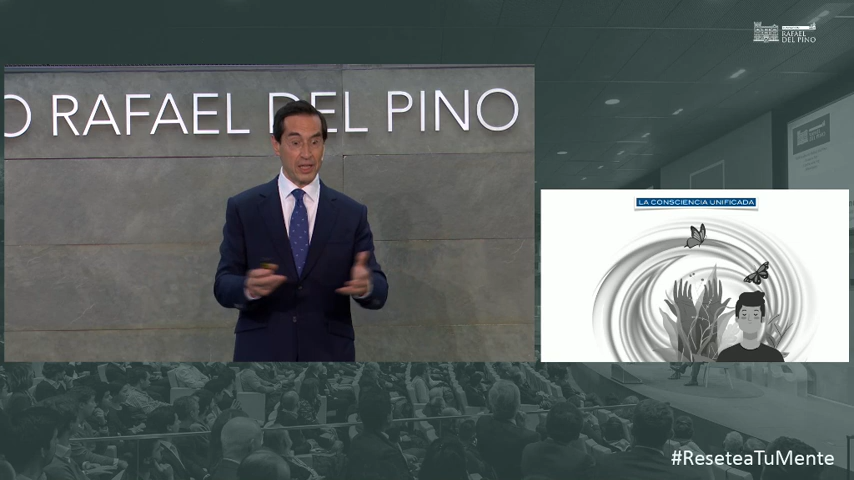 RAFAEL
DEL PINO
O RAFAEL DEL PINO
LA CONSCIENCIA UNIFICADA
#ReseteaTuMente